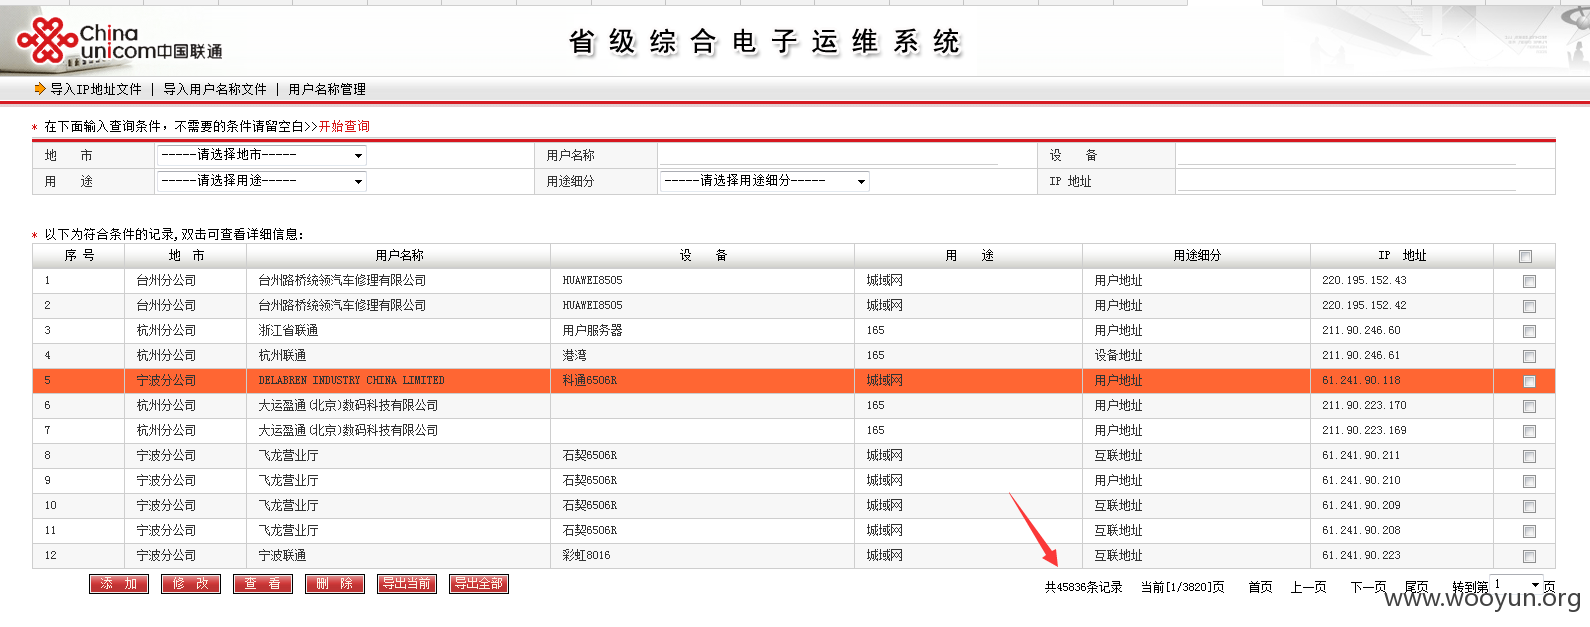 China
unicom中国联通
省级综合电子运维系统
导入IP地址文件 | 导入用户名称文件 | 用户名称管理
* 在下面输入查询条件，不需要的条件请留空白>>开始查询
地 市 -----请选择地市----- 用户名称 设 备
用 途 -----请选择用途----- 用途细分 -----请选择用途细分----- IP 地址
* 以下为符合条件的记录,双击可查看详细信息:
序 号 地 市 用户名称 设 备 用 途 用途细分 IP 地址
1 台州分公司 台州路桥统领汽车修理有限公司 HUAWEI8505 城域网 用户地址 220.195.152.43
2 台州分公司 台州路桥统领汽车修理有限公司 HUAWEI8505 城域网 用户地址 220.195.152.42
3 杭州分公司 浙江省联通 用户服务器 165 用户地址 211.90.246.60
4 杭州分公司 杭州联通 港湾 165 设备地址 211.90.246.61
5 宁波分公司 DELABREN INDUSTRY CHINA LIMITED 科通6506R 城域网 用户地址 61.241.90.118
6 杭州分公司 大运盈通(北京)数码科技有限公司 165 用户地址 211.90.223.170
7 杭州分公司 大运盈通(北京)数码科技有限公司 165 用户地址 211.90.223.169
8 宁波分公司 飞龙营业厅 石契6506R 城域网 互联地址 61.241.90.211
9 宁波分公司 飞龙营业厅 石契6506R 城域网 用户地址 61.241.90.210
10 宁波分公司 飞龙营业厅 石契6506R 城域网 互联地址 61.241.90.209
11 宁波分公司 飞龙营业厅 石契6506R 城域网 互联地址 61.241.90.208
12 宁波分公司 宁波联通 彩虹8016 城域网 互联地址 61.241.90.223
添 加 修 改 查 看 删 除 导出当前 导出全部 共45836条记录 当前[1/3820]页 首页 上一页 下一页 尾页 转到第 1 页
www.wooyun.org